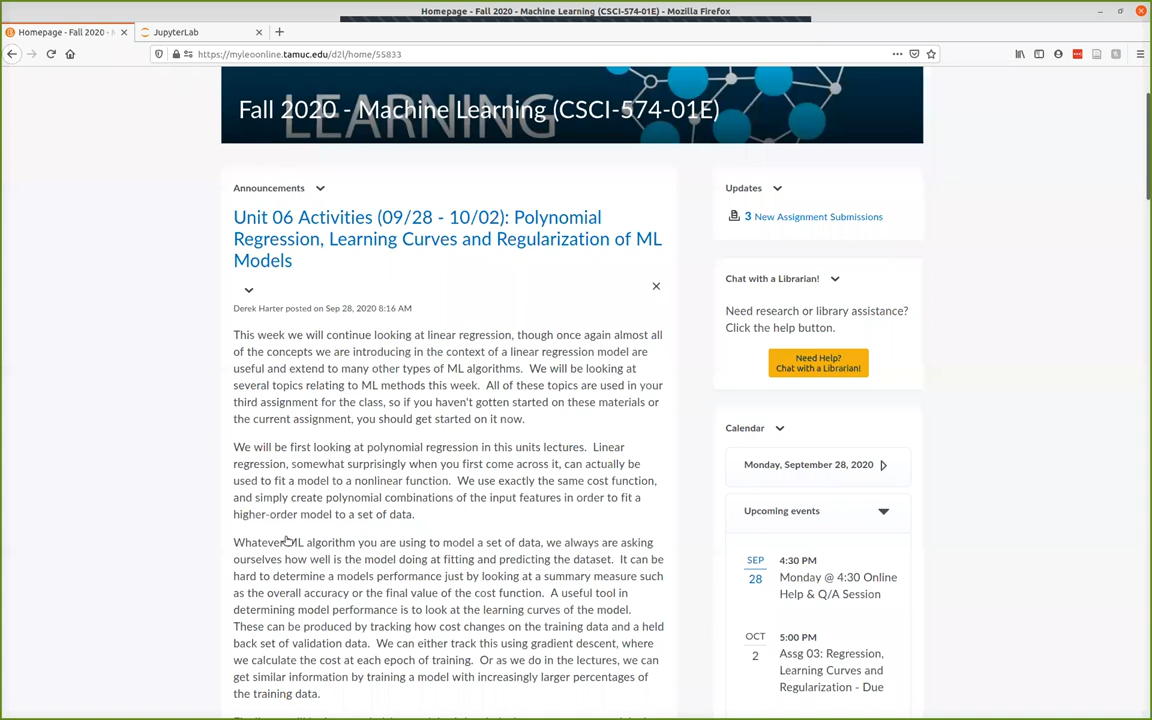 Homepage - Fall 2020 - Machine Learning (CSCI-574-01E) - Mozilla Firefox
Homepage - Fall 2020 -
JupyterLab
https://myleoonline.tamuc.edu/d2l/home/55833
LEARNING
Fall 2020 - Machine Learning (CSCI-574-01E)
Announcements
Unit 06 Activities (09/28 - 10/02): Polynomial
Regression, Learning Curves and Regularization of ML
Models
Derek Harter posted on Sep 28, 2020 8:16 AM
This week we will continue looking at linear regression, though once again almost all
of the concepts we are introducing in the context of a linear regression model are
useful and extend to many other types of ML algorithms. We will be looking at
several topics relating to ML methods this week. All of these topics are used in your
third assignment for the class, so if you haven't gotten started on these materials or
the current assignment, you should get started on it now.
We will be first looking at polynomial regression in this units lectures. Linear
regression, somewhat surprisingly when you first come across it, can actually be
used to fit a model to a nonlinear function. We use exactly the same cost function,
and simply create polynomial combinations of the input features in order to fit a
higher-order model to a set of data.
Whatever ML algorithm you are using to model a set of data, we always are asking
ourselves how well is the model doing at fitting and predicting the dataset. It can be
hard to determine a models performance just by looking at a summary measure such
as the overall accuracy or the final value of the cost function. A useful tool in
determining model performance is to look at the learning curves of the model.
These can be produced by tracking how cost changes on the training data and a held
back set of validation data. We can either track this using gradient descent, where
we calculate the cost at each epoch of training. Or as we do in the lectures, we can
get similar information by training a model with increasingly larger percentages of
the training data.
Updates
3 New Assignment Submissions
Chat with a Librarian!
Need research or library assistance?
Click the help button.
Need Help?
Chat with a Librarian!
Calendar
Monday, September 28, 2020
Upcoming events
SEP
28
4:30 PM
Monday @ 4:30 Online
Help & Q/A Session
OCT
2
5:00 PM
Assg 03: Regression,
Learning Curves and
Regularization - Due